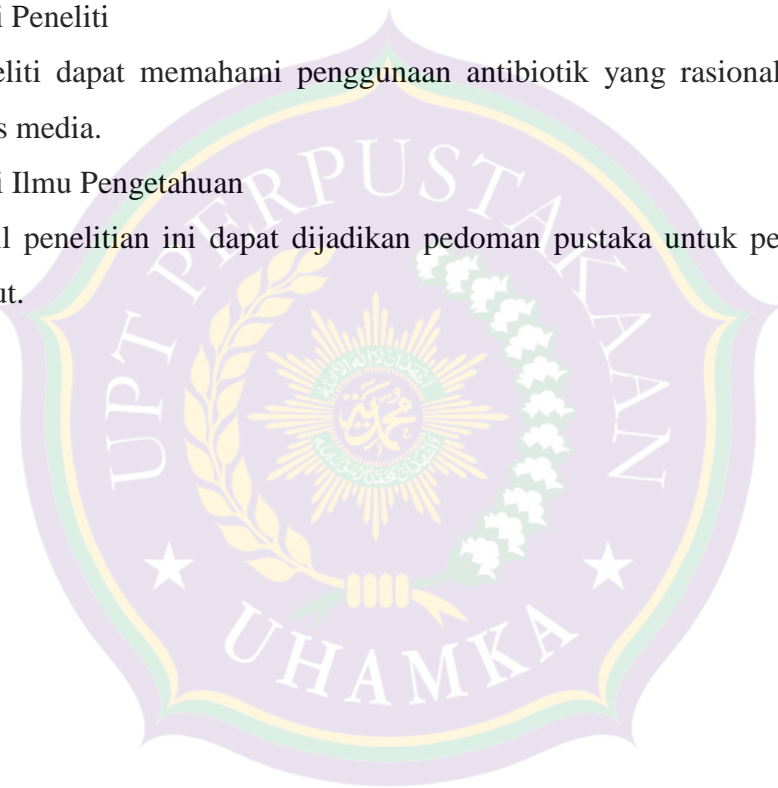 i Peneliti
eliti dapat memahami penggunaan antibiotik yang rasional
s media.
i Ilmu Pengetahuan
l penelitian ini dapat dijadikan pedoman pustaka untuk pe
ut.
UPT PERPUSTAKAAN
UHAMKA